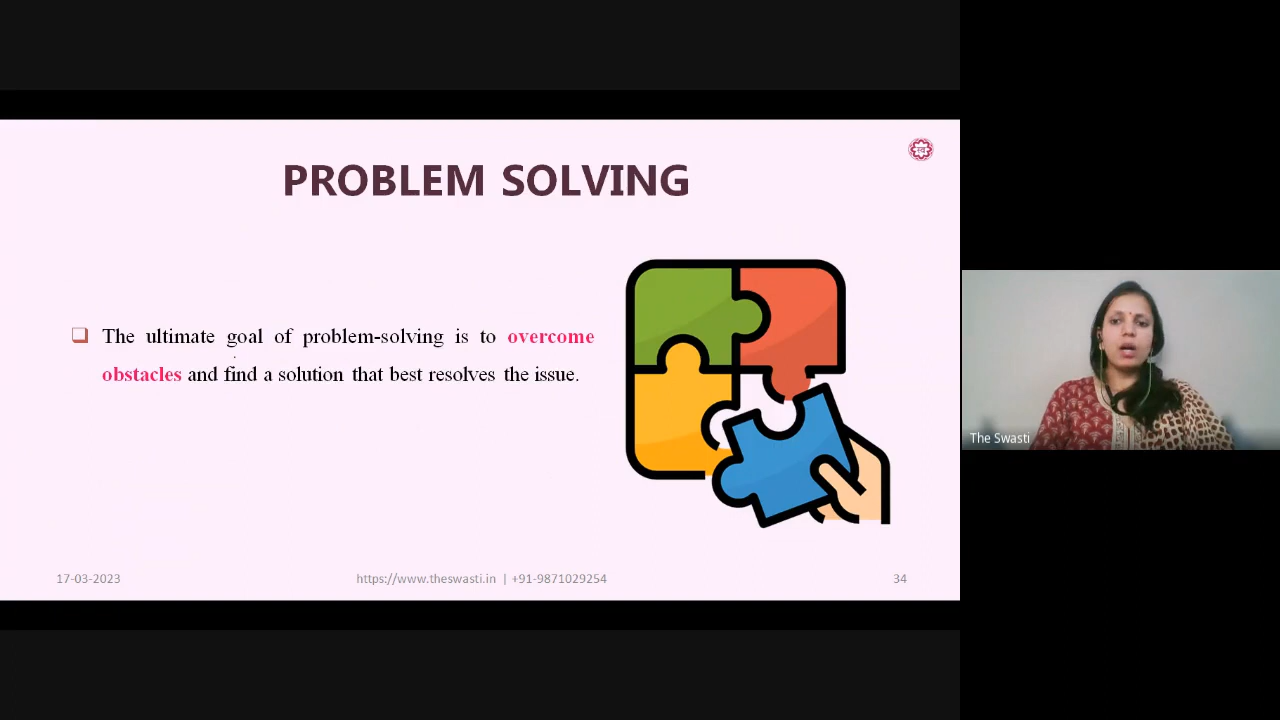 PROBLEM SOLVING
❑ The ultimate goal of problem-solving is to overcome
obstacles and find a solution that best resolves the issue.
17-03-2023
https://www.theswasti.in | +91-9871029254
34
The Swasti